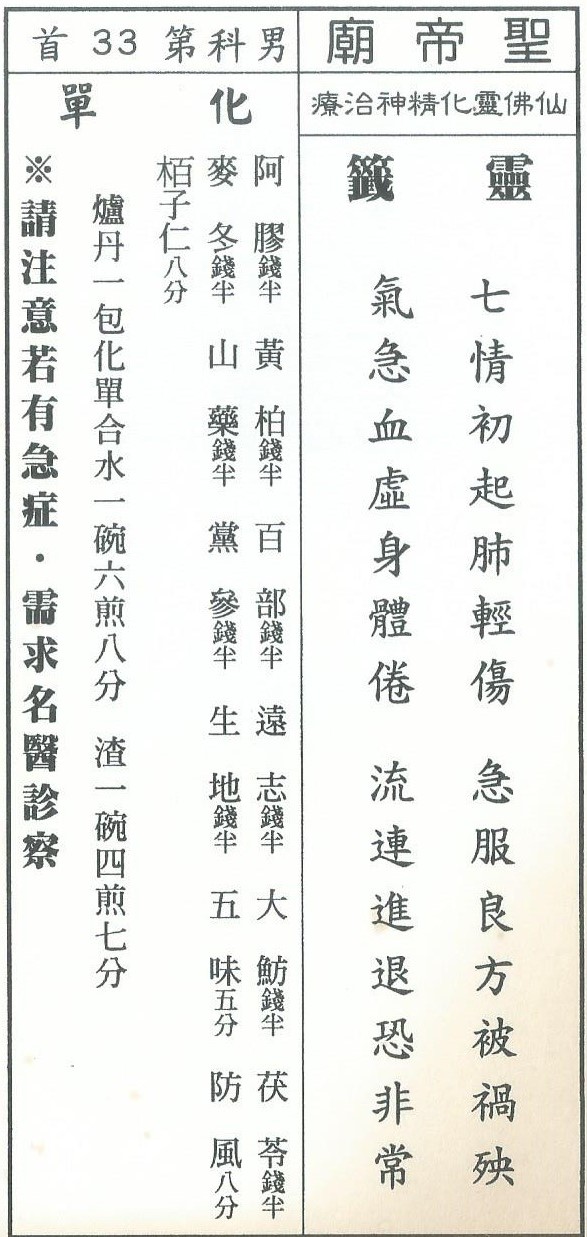 聖帝廟
仙佛靈化精神治療
靈籤
七情初起肺輕傷 急服良方被禍殃
氣急血虛身體倦 流連進退恐非常
男科第33首
化單
阿膠錢半 黃柏錢半 百部錢半 遠志錢半 大魴錢半 茯苓錢半
麥冬錢半 山藥錢半 黨參錢半 生地錢半 五味五分 防風八分
栢子仁八分
爐丹一包化單合水一碗六煎八分 渣一碗四煎七分
※請注意若有急症．需求名醫診察